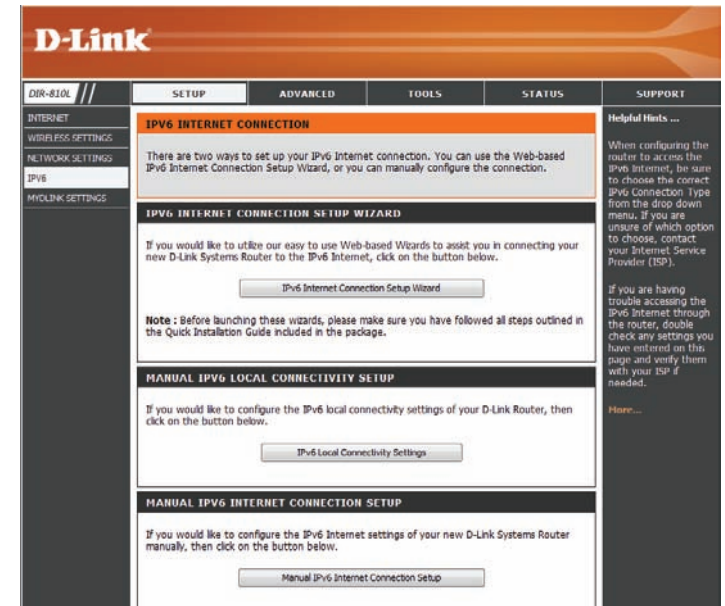 D-Link
DIR-810L //
SETUP
ADVANCED
TOOLS
STATUS
SUPPORT
INTERNET
WIRELESS SETTINGS
NETWORK SETTINGS
IPV6
MYDLINK SETTINGS
IPV6 INTERNET CONNECTION
There are two ways to set up your IPv6 Internet connection. You can use the Web-based
IPv6 Internet Connection Setup Wizard, or you can manually configure the connection.
IPV6 INTERNET CONNECTION SETUP WIZARD
If you would like to utilize our easy to use Web-based Wizards to assist you in connecting your
new D-Link Systems Router to the IPv6 Internet, click on the button below.
IPv6 Internet Connection Setup Wizard
Note : Before launching these wizards, please make sure you have followed all steps outlined in
the Quick Installation Guide included in the package.
MANUAL IPV6 LOCAL CONNECTIVITY SETUP
If you would like to configure the IPv6 local connectivity settings of your D-Link Router, then
click on the button below.
IPv6 Local Connectivity Settings
MANUAL IPV6 INTERNET CONNECTION SETUP
If you would like to configure the IPv6 Internet settings of your new D-Link Systems Router
manually, then click on the button below.
Manual IPv6 Internet Connection Setup
Helpful Hints ...
When configuring the
router to access the
IPv6 Internet, be sure
to choose the correct
IPv6 Connection Type
from the drop down
menu. If you are
unsure of which option
to choose, contact
your Internet Service
Provider (ISP).
If you are having
trouble accessing the
IPv6 Internet through
the router, double
check any settings you
have entered on this
page and verify them
with your ISP if
needed.
More...